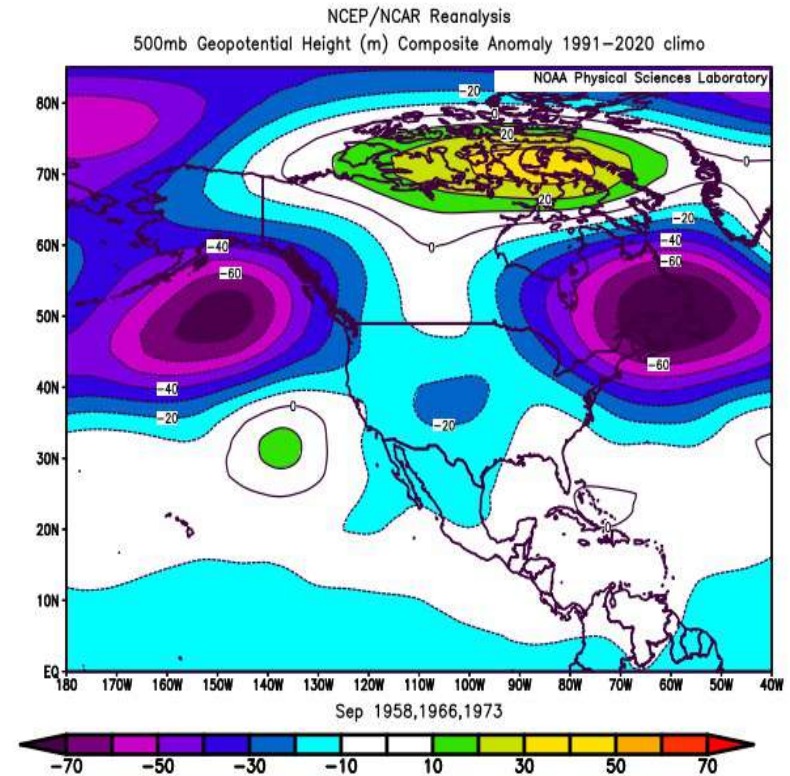 NCEP/NCAR Reanalysis
500mb Geopotential Height (m) Composite Anomaly 1991-2020 climo
NOAA Physical Sciences Laboratory
80N
-20
0
20
70N
0
20
-20
60N
-40
0
-40
-60
-60
50N
-60
40N
-40
-20
0
-20
30N
20N
0
10N
EQ
180 170W 160W 150W 140W 130W 120W 110W 100W 90W 80W 70W 60W 50W 40W
Sep 1958,1966,1973
-70 -50 -30 -10 10 30 50 70